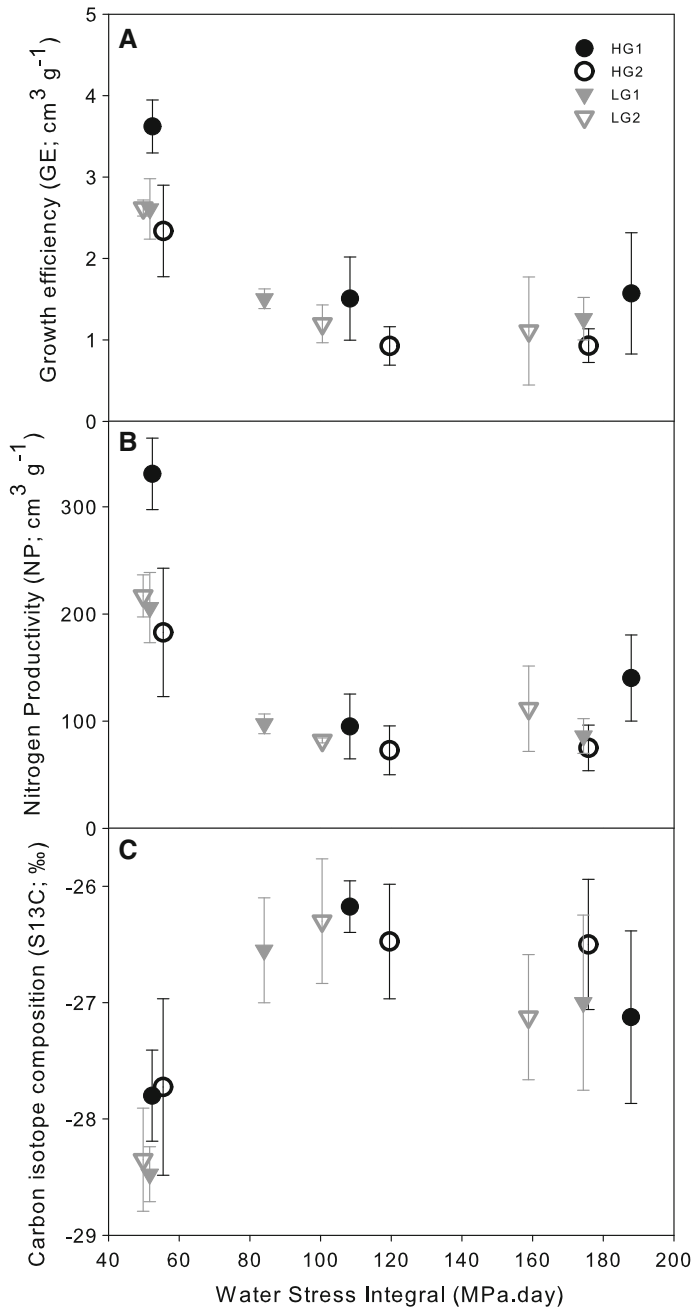 A
HG1
HG2
LG1
LG2
Growth efficiency (GE; cm³ g⁻¹)
5
4
3
2
1
0
B
Nitrogen Productivity (NP; cm³ g⁻¹)
300
200
100
0
C
Carbon isotope composition (S13C; ‰)
-26
-27
-28
-29
40 60 80 100 120 140 160 180 200
Water Stress Integral (MPa.day)